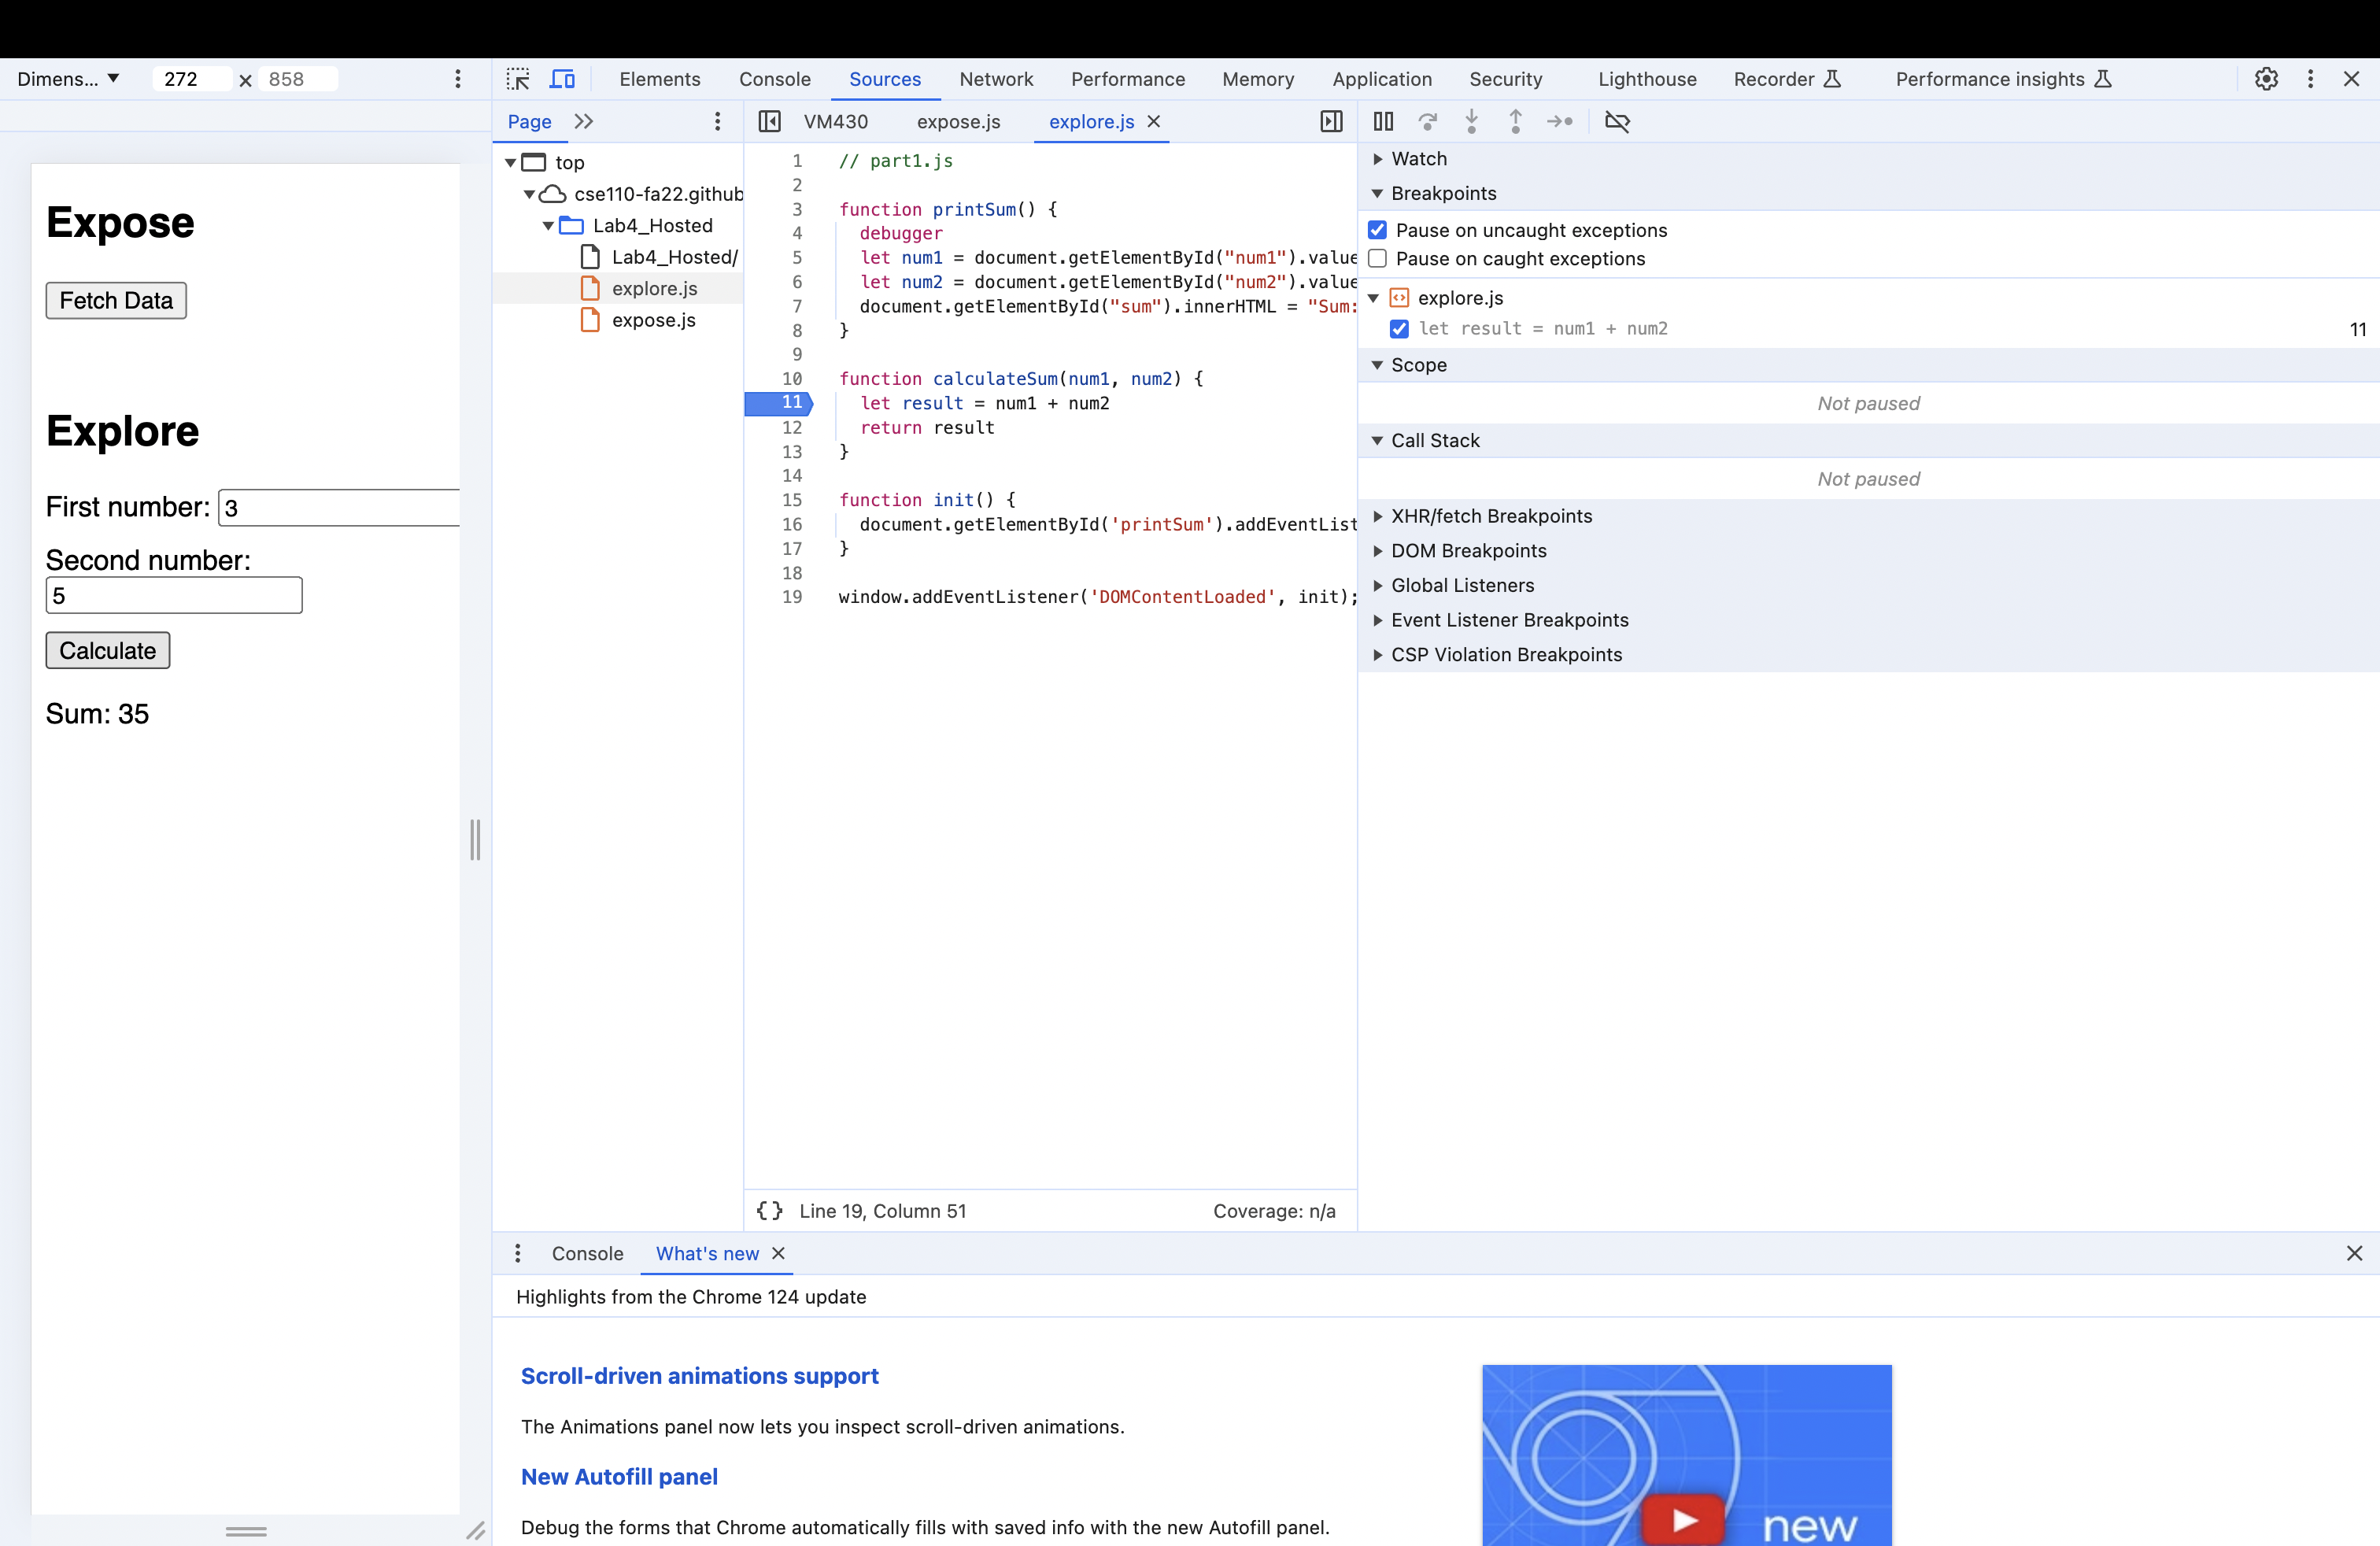 Dimens... 272 × 858
Elements Console Sources Network Performance Memory Application Security Lighthouse Recorder Performance insights
Page
VM430 expose.js explore.js
Expose
Fetch Data
Explore
First number: 3
Second number:
5
Calculate
Sum: 35
top
cse110-fa22.github
Lab4_Hosted
Lab4_Hosted/
explore.js
expose.js
1 // part1.js
2
3 function printSum() {
4 debugger
5 let num1 = document.getElementById("num1").value
6 let num2 = document.getElementById("num2").value
7 document.getElementById("sum").innerHTML = "Sum:
8 }
9
10 function calculateSum(num1, num2) {
11 let result = num1 + num2
12 return result
13 }
14
15 function init() {
16 document.getElementById('printSum').addEventList
17 }
18
19 window.addEventListener('DOMContentLoaded', init);
{} Line 19, Column 51 Coverage: n/a
Watch
Breakpoints
Pause on uncaught exceptions
Pause on caught exceptions
explore.js
let result = num1 + num2 11
Scope
Not paused
Call Stack
Not paused
XHR/fetch Breakpoints
DOM Breakpoints
Global Listeners
Event Listener Breakpoints
CSP Violation Breakpoints
Console What's new
Highlights from the Chrome 124 update
Scroll-driven animations support
The Animations panel now lets you inspect scroll-driven animations.
New Autofill panel
Debug the forms that Chrome automatically fills with saved info with the new Autofill panel.
new